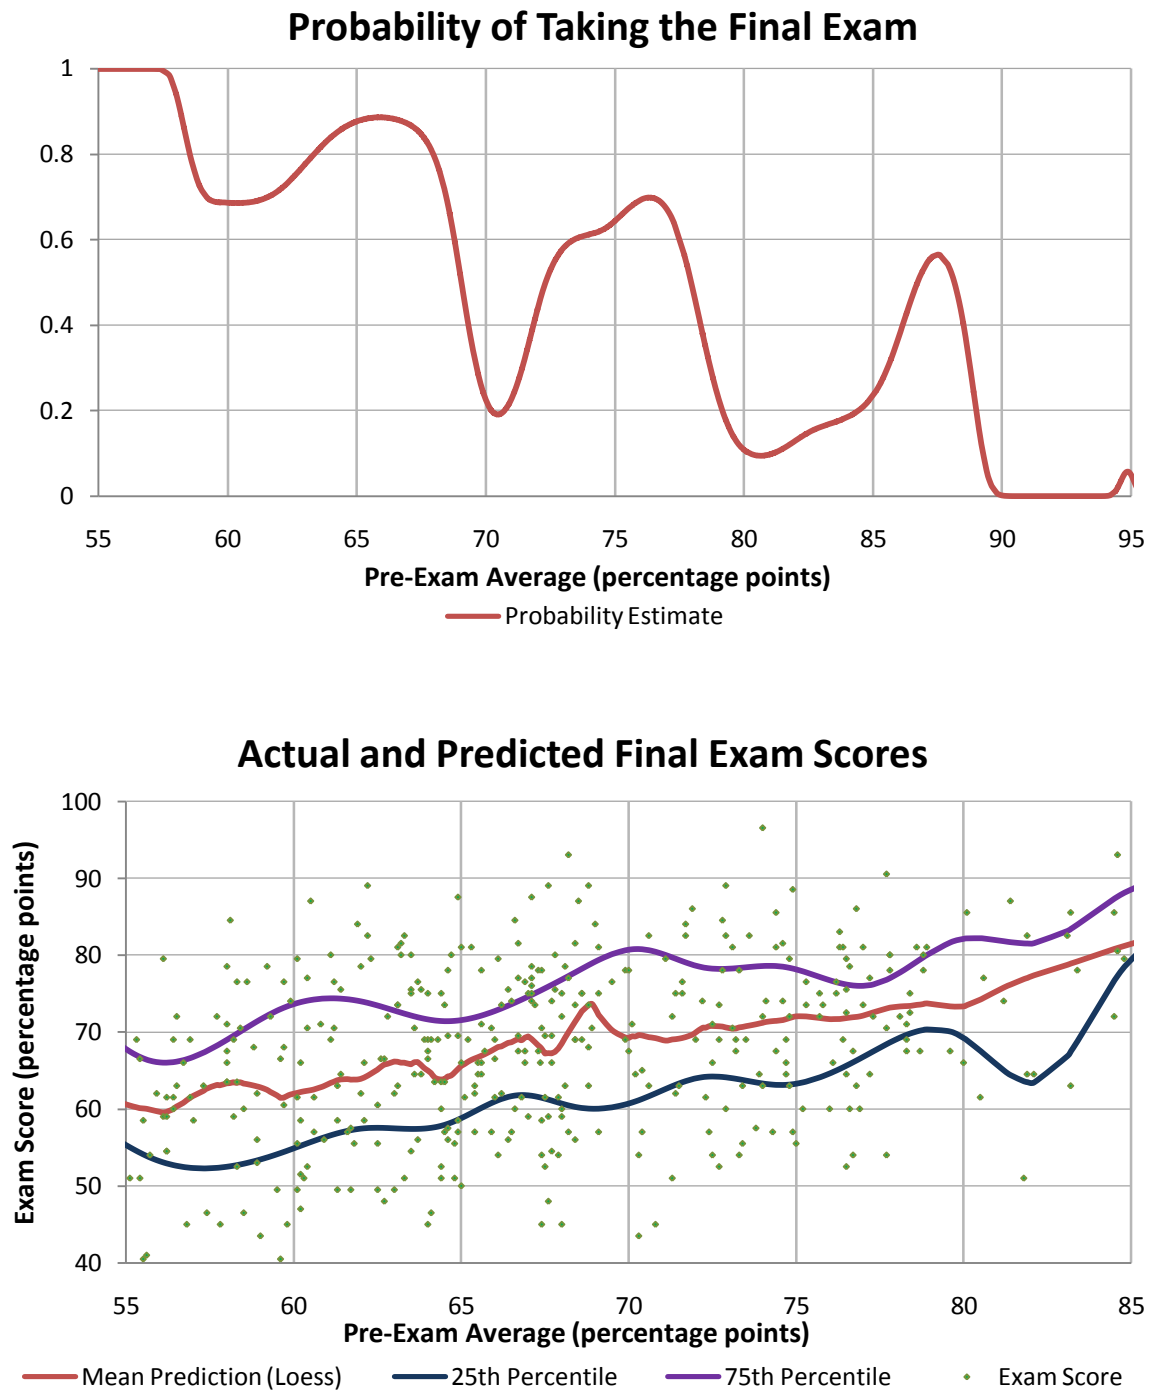 Probability of Taking the Final Exam
1
0.8
0.6
0.4
0.2
0
55 60 65 70 75 80 85 90 95
Pre-Exam Average (percentage points)
Probability Estimate
Actual and Predicted Final Exam Scores
Exam Score (percentage points)
100
90
80
70
60
50
40
55 60 65 70 75 80 85
Pre-Exam Average (percentage points)
Mean Prediction (Loess) 25th Percentile 75th Percentile Exam Score